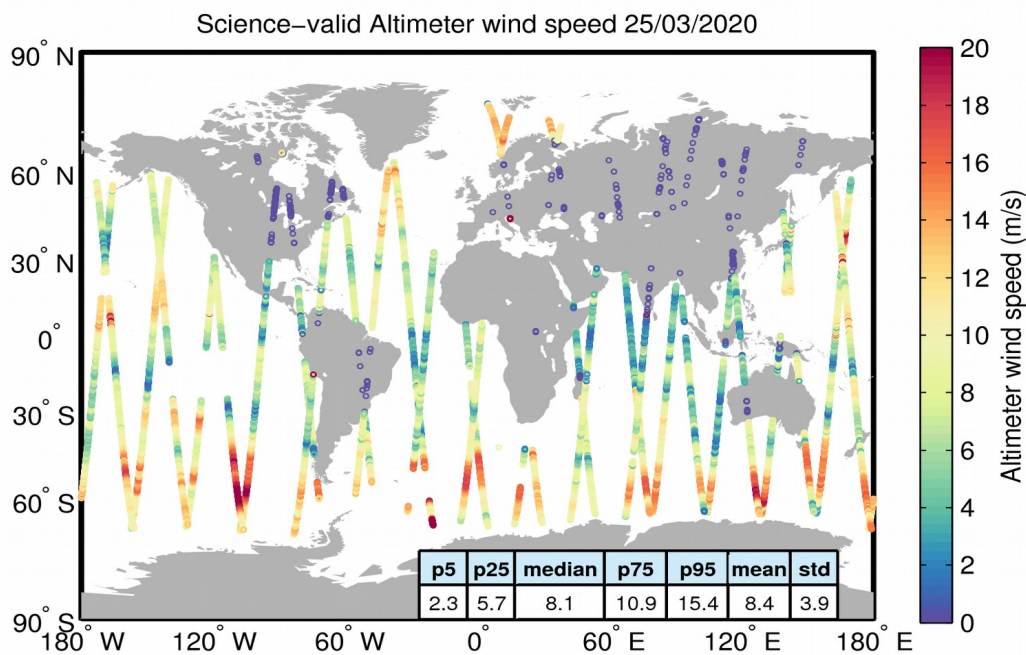 Science−valid Altimeter wind speed 25/03/2020
90° N
60° N
30° N
0°
30° S
60° S
90° S
180° W 120° W 60° W 0° 60° E 120° E 180° E
p5 p25 median p75 p95 mean std
2.3 5.7 8.1 10.9 15.4 8.4 3.9
20
18
16
14
12
10
8
6
4
2
0
Altimeter wind speed (m/s)